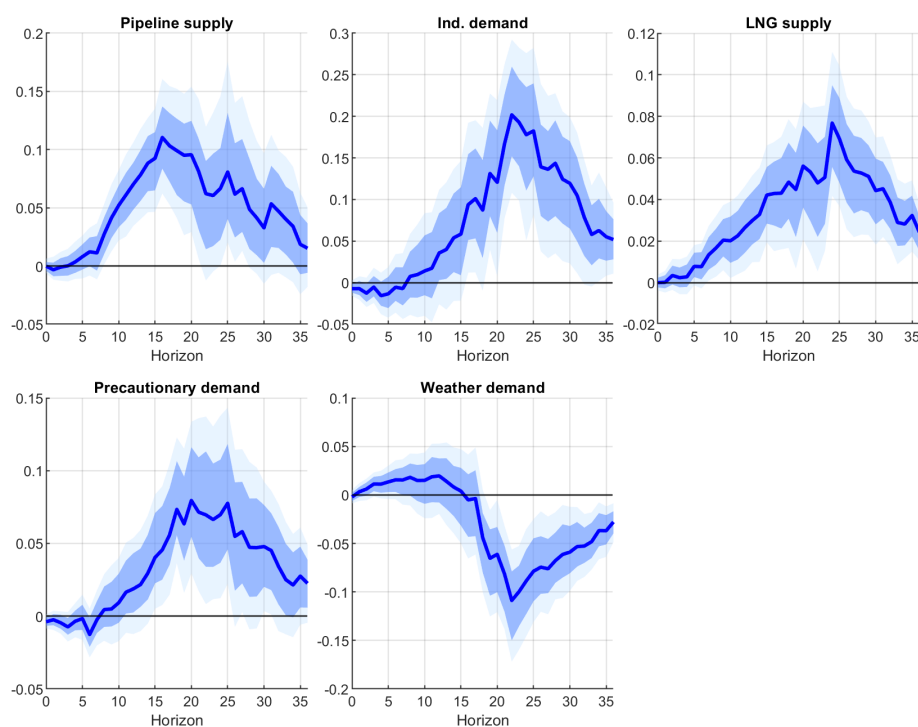 Pipeline supply
0.2
0.15
0.1
0.05
0
-0.05
0 5 10 15 20 25 30 35
Horizon
Ind. demand
0.3
0.25
0.2
0.15
0.1
0.05
0
-0.05
0 5 10 15 20 25 30 35
Horizon
LNG supply
0.12
0.1
0.08
0.06
0.04
0.02
0
-0.02
0 5 10 15 20 25 30 35
Horizon
Precautionary demand
0.15
0.1
0.05
0
-0.05
0 5 10 15 20 25 30 35
Horizon
Weather demand
0.1
0.05
0
-0.05
-0.1
-0.15
-0.2
0 5 10 15 20 25 30 35
Horizon